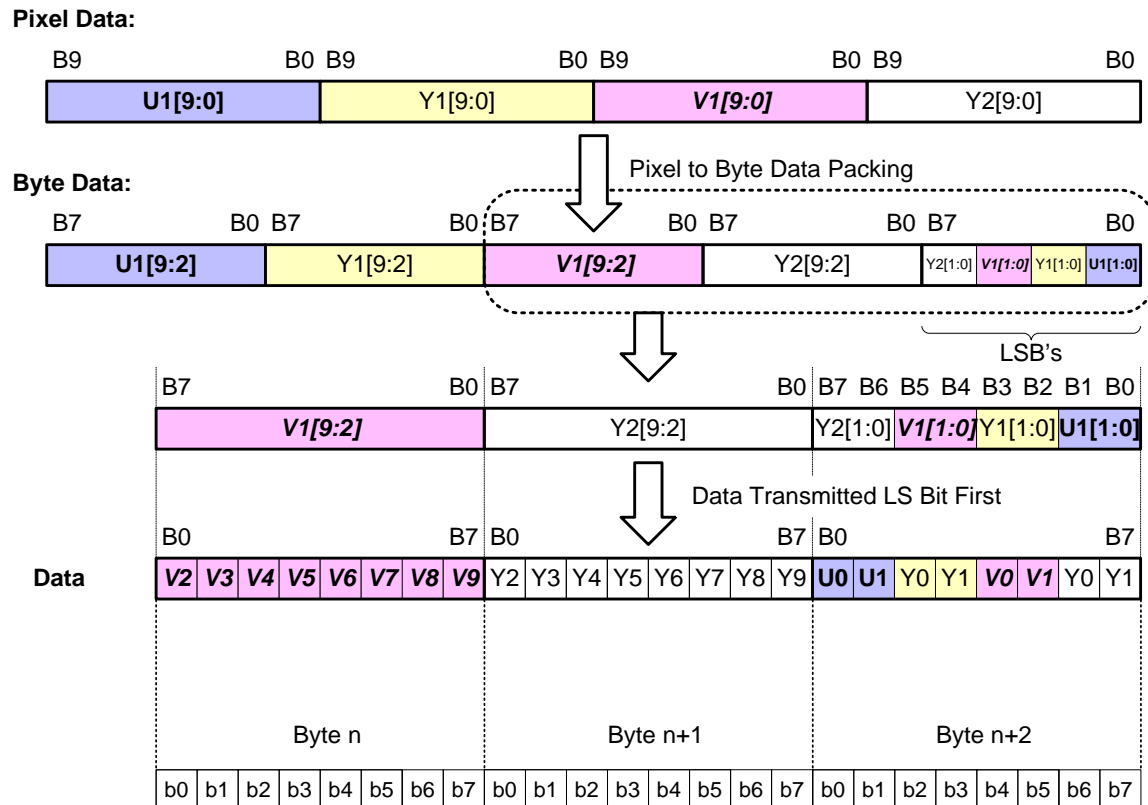 Pixel Data:
B9 B0 B9 B0 B9 B0 B9 B0
U1[9:0] Y1[9:0] V1[9:0] Y2[9:0]
Pixel to Byte Data Packing
Byte Data:
B7 B0 B7 B0 B7 B0 B7 B0 B7 B0
U1[9:2] Y1[9:2] V1[9:2] Y2[9:2] Y2[1:0] V1[1:0] Y1[1:0] U1[1:0]
LSB's
B7 B0 B7 B0 B7 B6 B5 B4 B3 B2 B1 B0
V1[9:2] Y2[9:2] Y2[1:0] V1[1:0] Y1[1:0] U1[1:0]
Data Transmitted LS Bit First
B0 B7 B0 B7 B0 B7
Data V2 V3 V4 V5 V6 V7 V8 V9 Y2 Y3 Y4 Y5 Y6 Y7 Y8 Y9 U0 U1 Y0 Y1 V0 V1 Y0 Y1
Byte n Byte n+1 Byte n+2
b0 b1 b2 b3 b4 b5 b6 b7 b0 b1 b2 b3 b4 b5 b6 b7 b0 b1 b2 b3 b4 b5 b6 b7